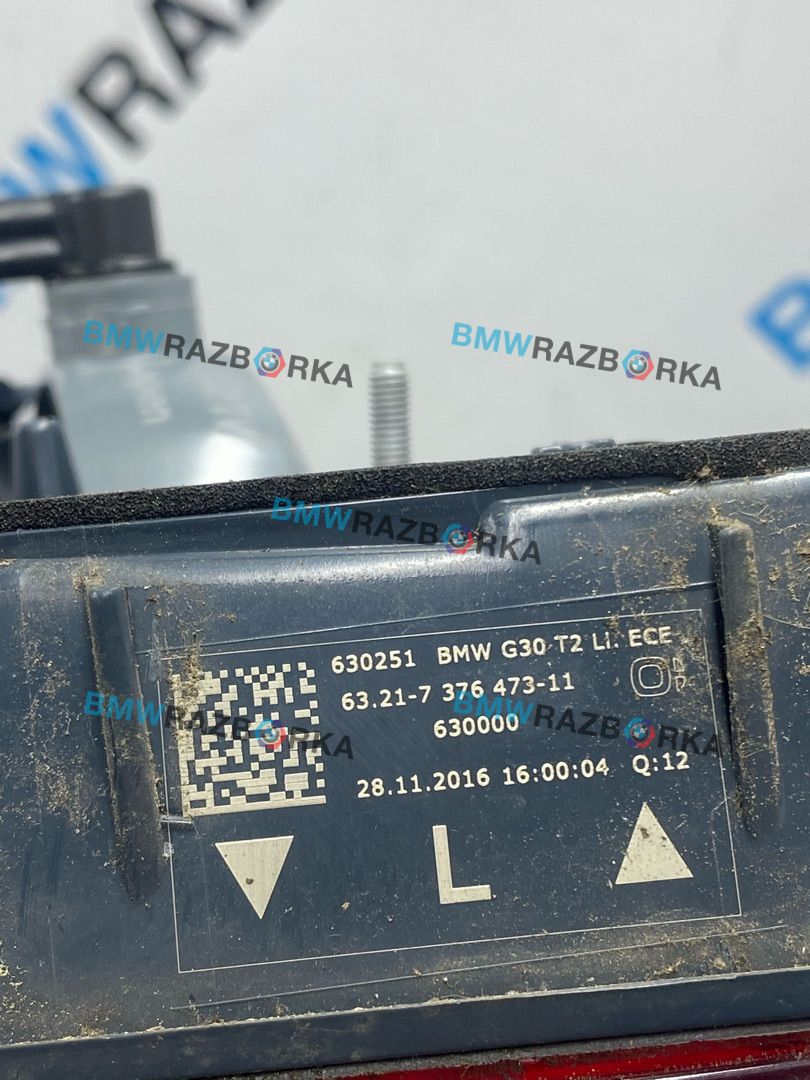 BMWRAZBORKA
BMWRAZBORKA
BMWRAZBORKA
BMWRAZBORKA
630251 BMW G30 T2 Li. ECE
63.21-7 376 473-11
630000
BMWRAZBORKA
BMWRAZBORKA
28.11.2016 16:00:04 Q:12
L